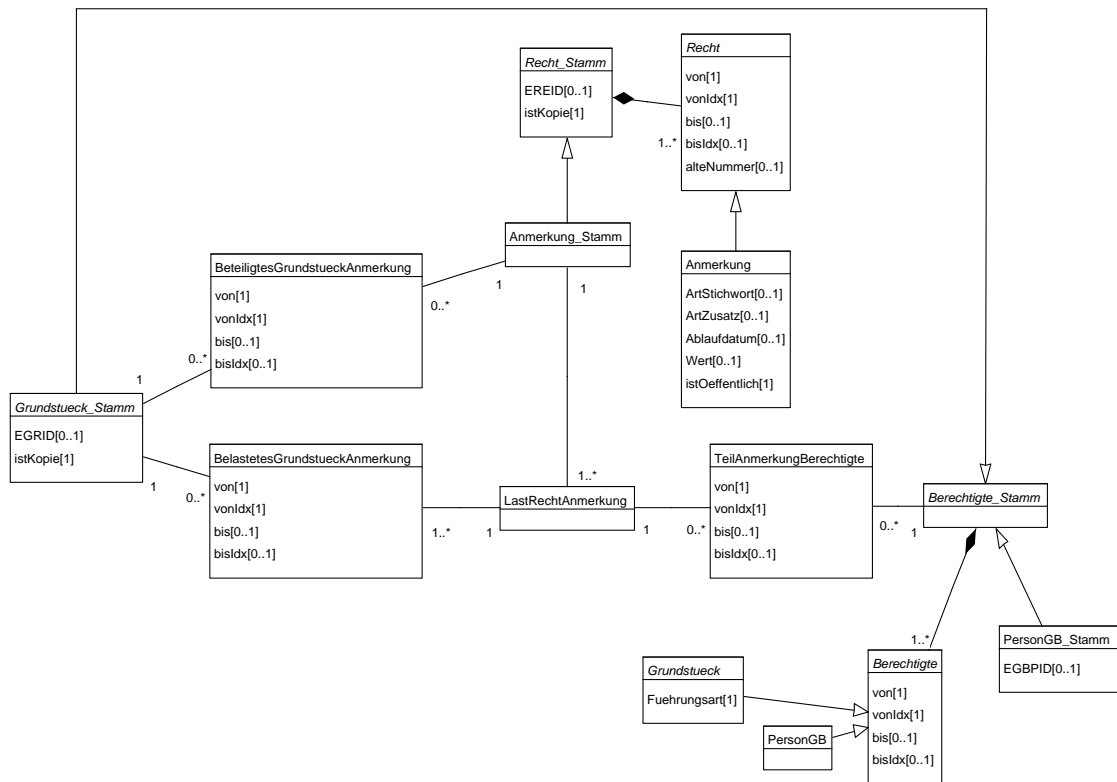 Recht_Stamm
EREID[0..1]
istKopie[1]
Recht
von[1]
vonIdx[1]
bis[0..1]
bisIdx[0..1]
alteNummer[0..1]
1..*
Anmerkung_Stamm
1
1
Anmerkung
ArtStichwort[0..1]
ArtZusatz[0..1]
Ablaufdatum[0..1]
Wert[0..1]
istOeffentlich[1]
BeteiligtesGrundstueckAnmerkung
von[1]
vonIdx[1]
bis[0..1]
bisIdx[0..1]
0..*
0..*
1
Grundstueck_Stamm
EGRID[0..1]
istKopie[1]
1
0..*
BelastetesGrundstueckAnmerkung
von[1]
vonIdx[1]
bis[0..1]
bisIdx[0..1]
1..*
1
1..*
LastRechtAnmerkung
1
0..*
TeilAnmerkungBerechtigte
von[1]
vonIdx[1]
bis[0..1]
bisIdx[0..1]
0..*
1
Berechtigte_Stamm
1..*
PersonGB_Stamm
EGBPID[0..1]
Grundstueck
Fuehrungsart[1]
PersonGB
Berechtigte
von[1]
vonIdx[1]
bis[0..1]
bisIdx[0..1]